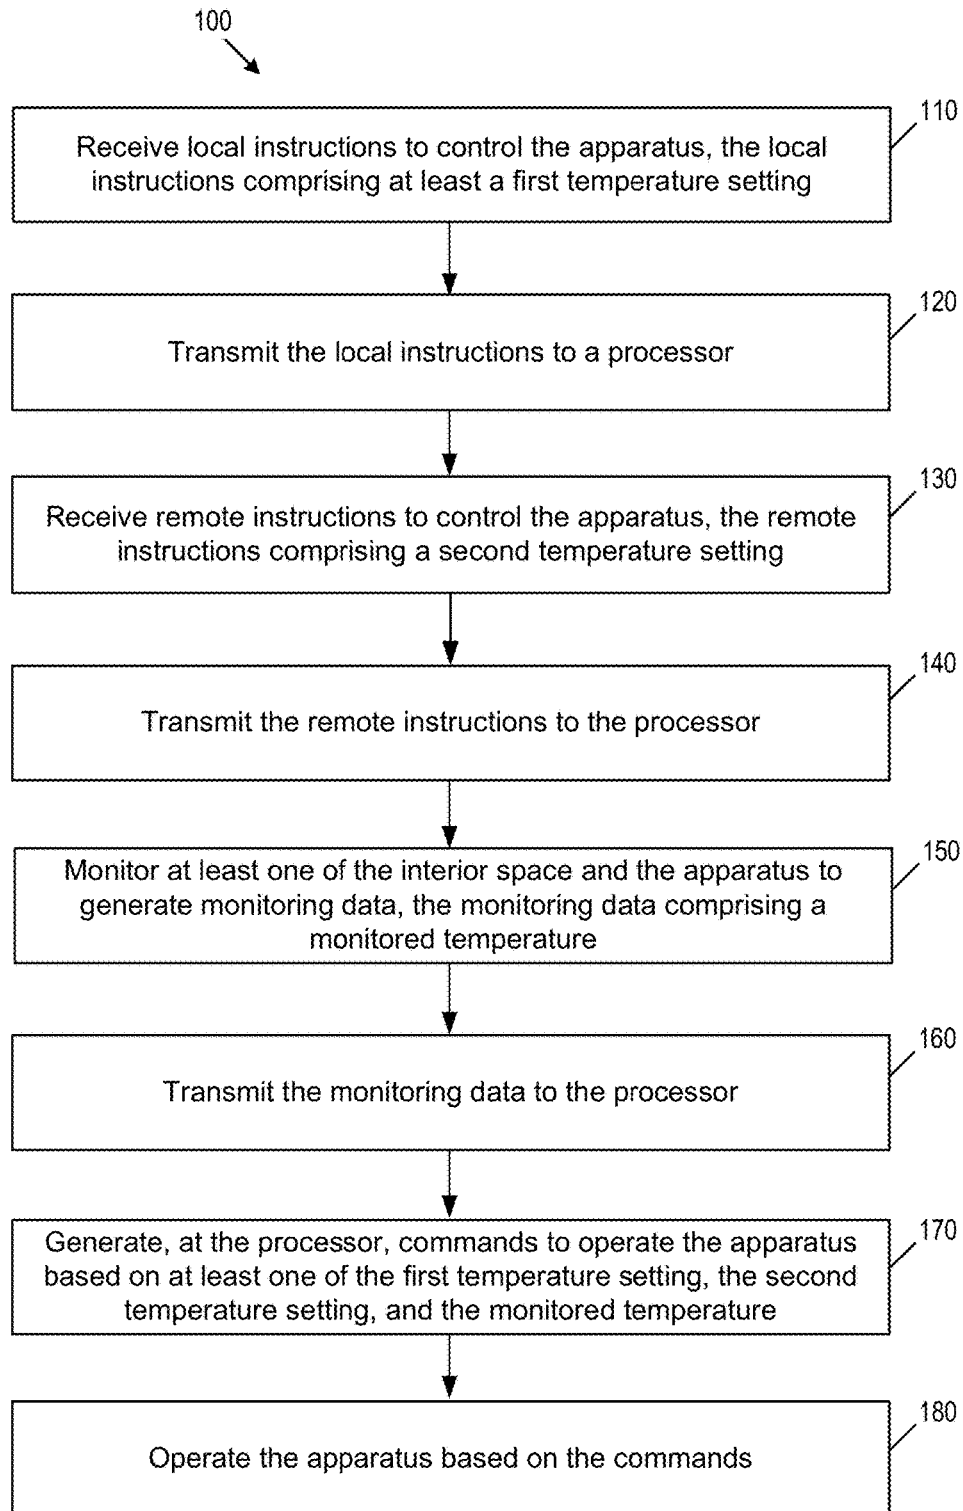 100
110
Receive local instructions to control the apparatus, the local
instructions comprising at least a first temperature setting
120
Transmit the local instructions to a processor
130
Receive remote instructions to control the apparatus, the remote
instructions comprising a second temperature setting
140
Transmit the remote instructions to the processor
150
Monitor at least one of the interior space and the apparatus to
generate monitoring data, the monitoring data comprising a
monitored temperature
160
Transmit the monitoring data to the processor
170
Generate, at the processor, commands to operate the apparatus
based on at least one of the first temperature setting, the second
temperature setting, and the monitored temperature
180
Operate the apparatus based on the commands